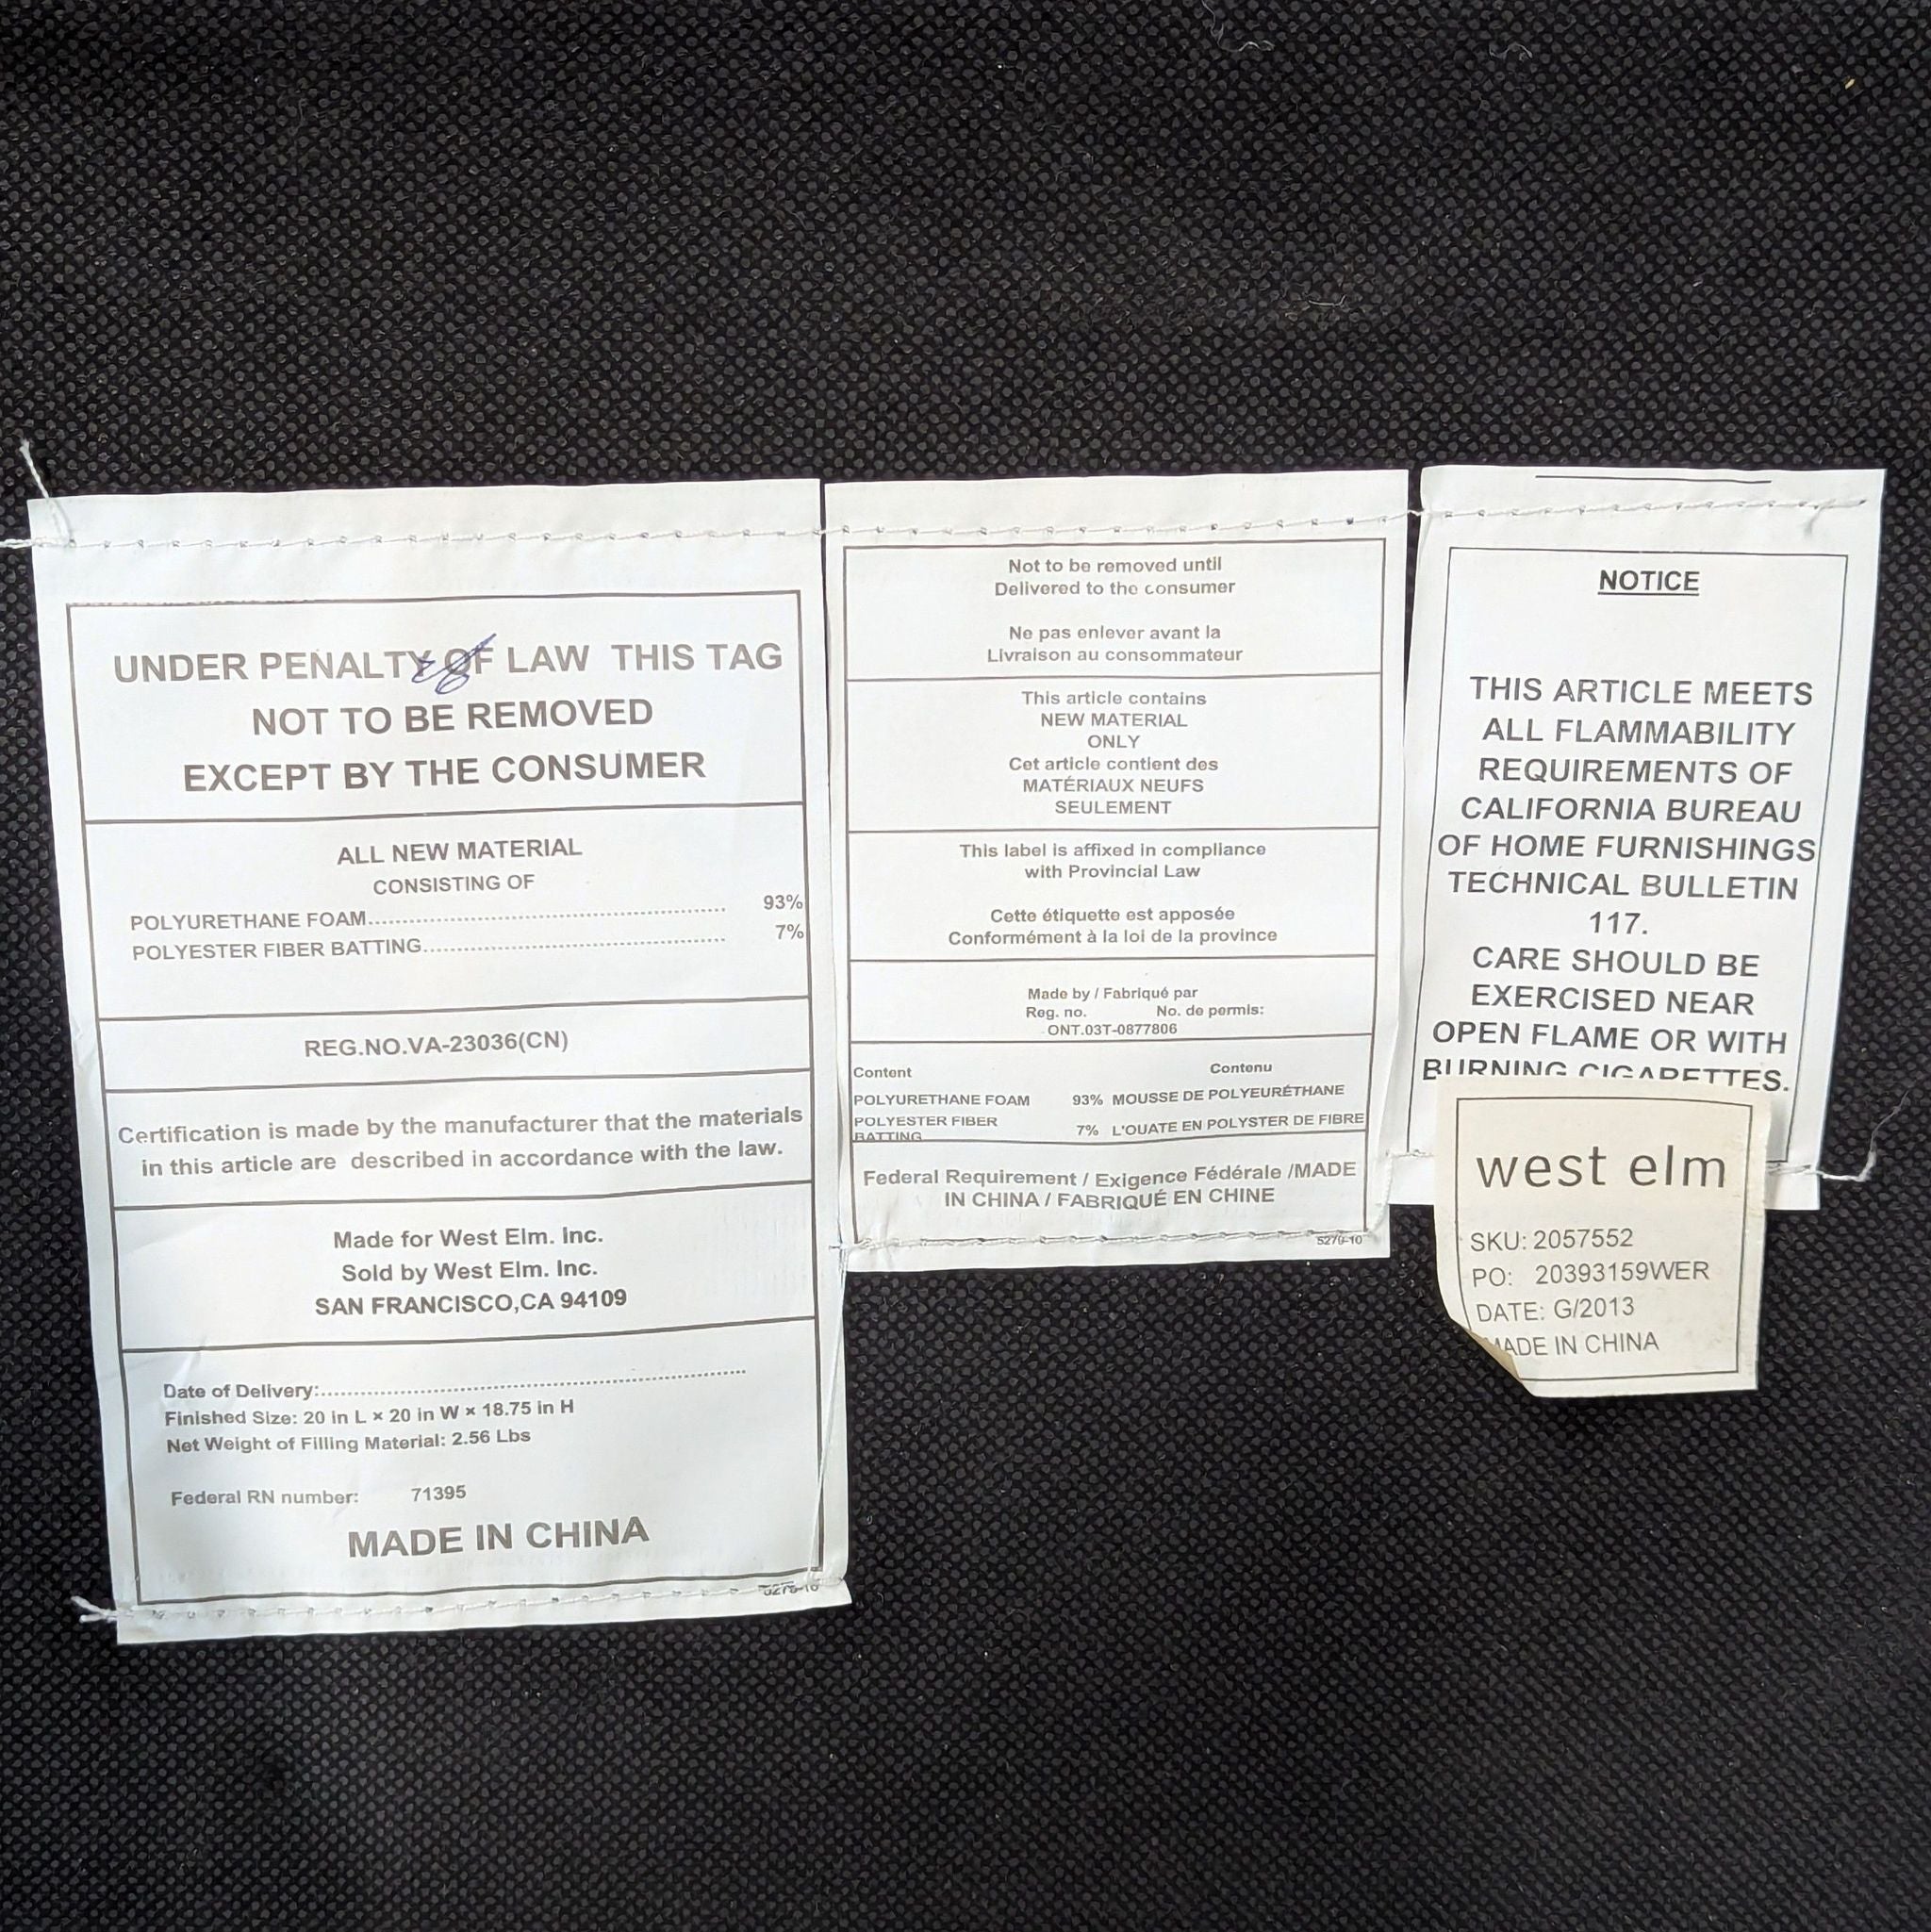 UNDER PENALTY OF LAW THIS TAG
NOT TO BE REMOVED
EXCEPT BY THE CONSUMER
ALL NEW MATERIAL
CONSISTING OF
POLYURETHANE FOAM........................................ 93%
POLYESTER FIBER BATTING.................................. 7%
REG.NO.VA-23036(CN)
Certification is made by the manufacturer that the materials
in this article are described in accordance with the law.
Made for West Elm. Inc.
Sold by West Elm. Inc.
SAN FRANCISCO,CA 94109
Date of Delivery:........................................
Finished Size: 20 in L × 20 in W × 18.75 in H
Net Weight of Filling Material: 2.56 Lbs
Federal RN number: 71395
MADE IN CHINA
Not to be removed until
Delivered to the consumer
Ne pas enlever avant la
Livraison au consommateur
This article contains
NEW MATERIAL
ONLY
Cet article contient des
MATÉRIAUX NEUFS
SEULEMENT
This label is affixed in compliance
with Provincial Law
Cette étiquette est apposée
Conformément à la loi de la province
Made by / Fabriqué par
Reg. no. No. de permis:
ONT.03T-0877806
Content Contenu
POLYURETHANE FOAM 93% MOUSSE DE POLYEURÉTHANE
POLYESTER FIBER
BATTING 7% L'OUATE EN POLYSTER DE FIBRE
Federal Requirement / Exigence Fédérale /MADE
IN CHINA / FABRIQUÉ EN CHINE
5279-10
NOTICE
THIS ARTICLE MEETS
ALL FLAMMABILITY
REQUIREMENTS OF
CALIFORNIA BUREAU
OF HOME FURNISHINGS
TECHNICAL BULLETIN
117.
CARE SHOULD BE
EXERCISED NEAR
OPEN FLAME OR WITH
BURNING CIGARETTES.
west elm
SKU: 2057552
PO: 20393159WER
DATE: G/2013
MADE IN CHINA